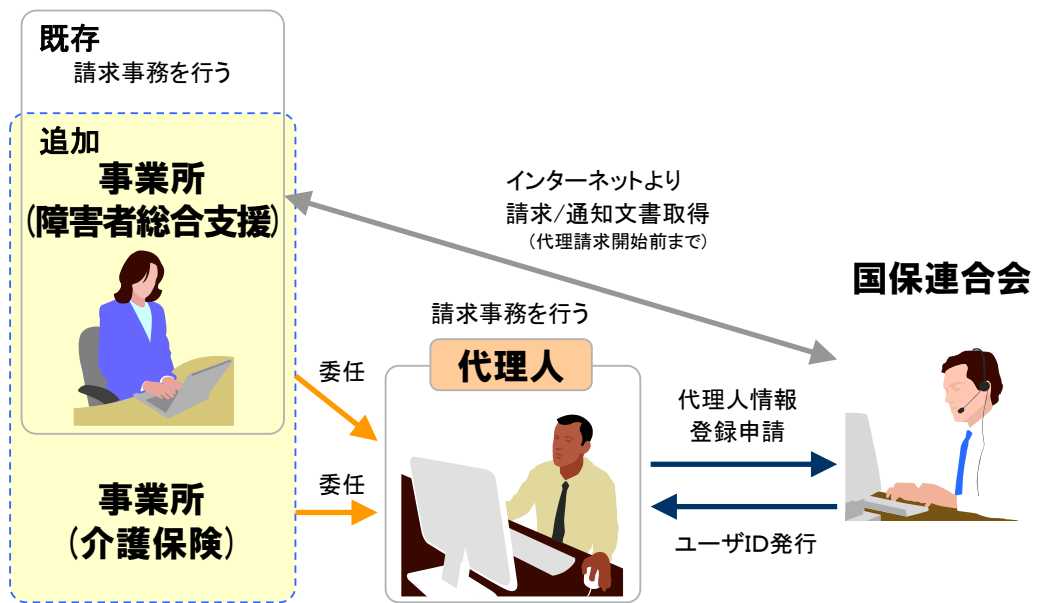 既存
請求事務を行う
追加
事業所
(障害者総合支援)
インターネットより
請求/通知文書取得
(代理請求開始前まで)
国保連合会
請求事務を行う
代理人
委任
代理人情報
登録申請
委任
事業所
(介護保険)
ユーザID発行